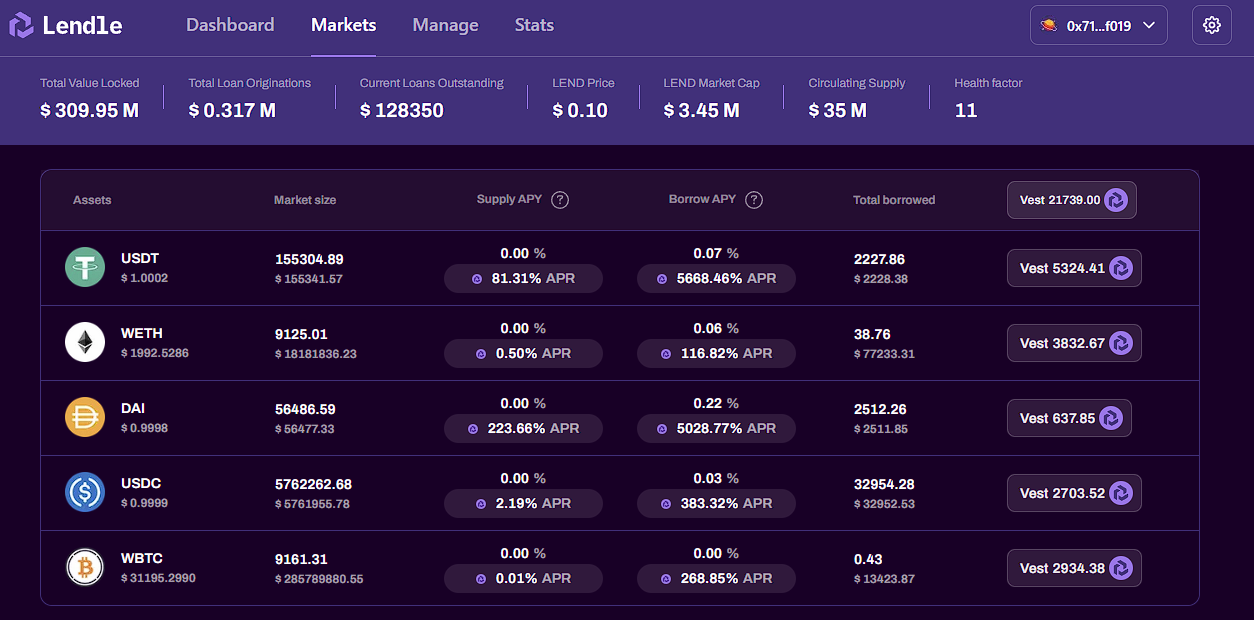 Lendle Dashboard Markets Manage Stats 0x71...f019
Total Value Locked Total Loan Originations Current Loans Outstanding LEND Price LEND Market Cap Circulating Supply Health factor
$ 309.95 M $ 0.317 M $ 128350 $ 0.10 $ 3.45 M $ 35 M 11
Assets Market size Supply APY ? Borrow APY ? Total borrowed Vest 21739.00
USDT 155304.89 0.00 % 0.07 % 2227.86 Vest 5324.41
$ 1.0002 $ 155341.57 81.31% APR 5668.46% APR $ 2228.38
WETH 9125.01 0.00 % 0.06 % 38.76 Vest 3832.67
$ 1992.5286 $ 18181836.23 0.50% APR 116.82% APR $ 77233.31
DAI 56486.59 0.00 % 0.22 % 2512.26 Vest 637.85
$ 0.9998 $ 56477.33 223.66% APR 5028.77% APR $ 2511.85
USDC 5762262.68 0.00 % 0.03 % 32954.28 Vest 2703.52
$ 0.9999 $ 5761955.78 2.19% APR 383.32% APR $ 32952.53
WBTC 9161.31 0.00 % 0.00 % 0.43 Vest 2934.38
$ 31195.2990 $ 285789880.55 0.01% APR 268.85% APR $ 13423.87